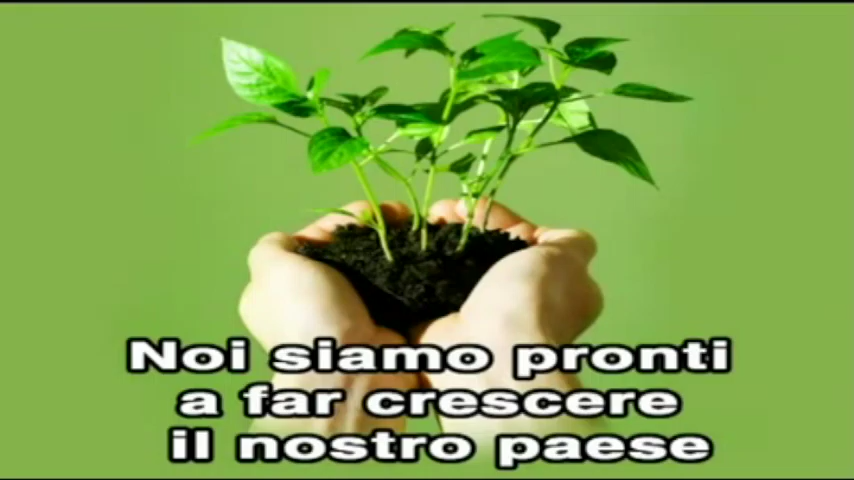 Noi siamo pronti
a far crescere
il nostro paese